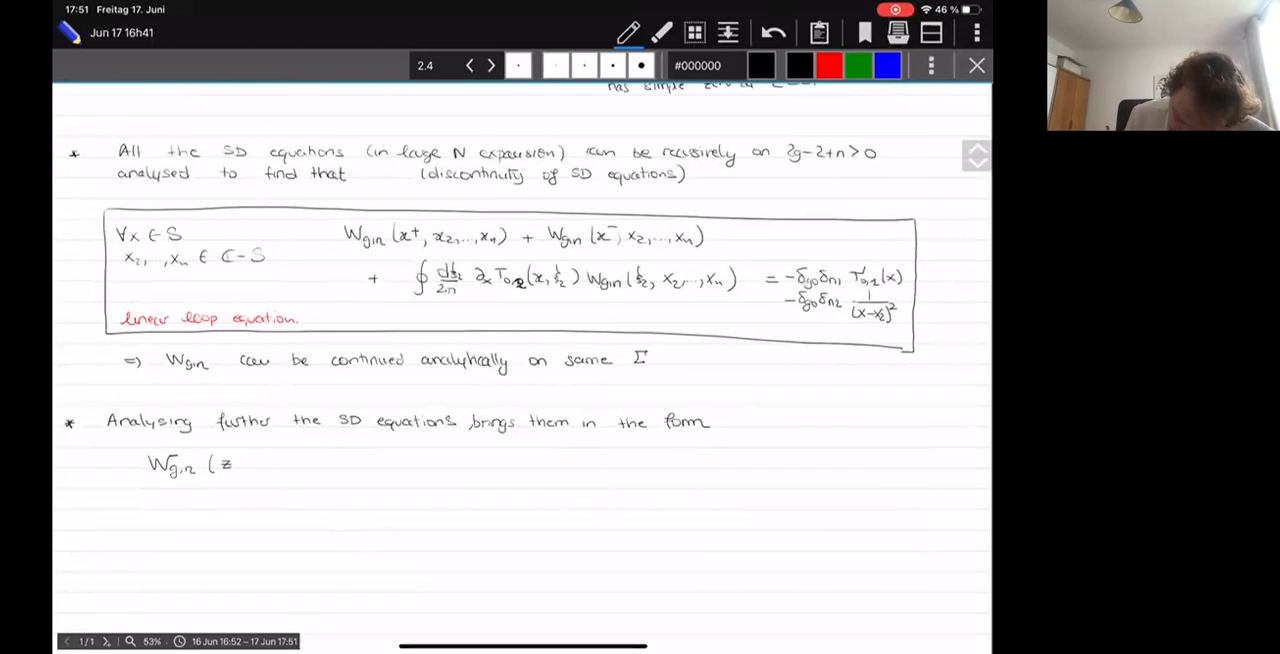 17:51 Freitag 17. Juni
46 %
Jun 17 16h41
2.4
#000000
has simple
* All the SD equations (in large N expansion) can be recursively on 2g-2+n>0
analysed to find that (discontinuity of SD equations)
∀x ∈ S
x₂,...,xₙ ∈ ℂ-S
W_{g,n}(x⁺, x₂,...,xₙ) + W_{g,n}(x⁻, x₂,...,xₙ)
+ ∮ dξ₂/2iπ ∂ₓT₀,₂(x, ξ₂) W_{g,n}(ξ₂, x₂,...,xₙ) = -δ_{g0}δ_{n1} T'₀,₁(x)
-δ_{g0}δ_{n2} 1/(x-x₂)²
linear loop equation.
⇒ W_{g,n} can be continued analytically on same Σ
* Analysing further the SD equations brings them in the form
W_{g,n}(z
1/1
53%
16 Jun 16:52 – 17 Jun 17:51